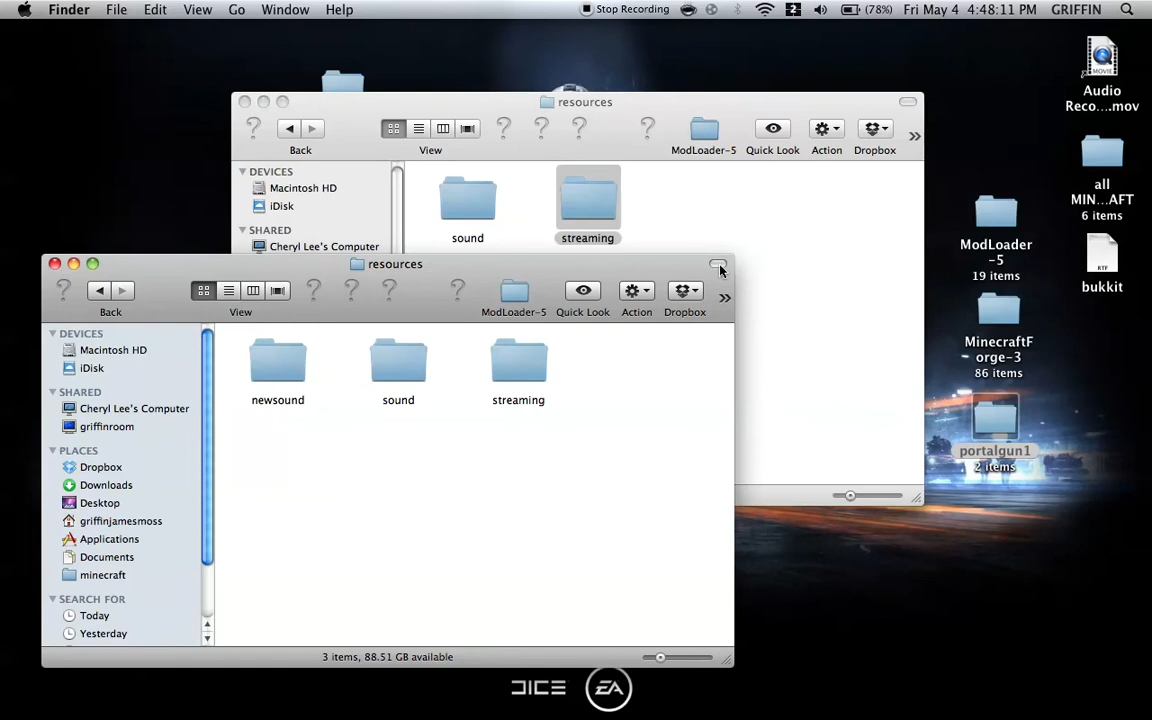 Finder File Edit View Go Window Help Stop Recording 2 (78%) Fri May 4 4:48:11 PM GRIFFIN
MOVIE
Audio
Reco....mov
all
MIN...AFT
6 items
RTF
bukkit
ModLoader
-5
19 items
MinecraftF
orge-3
86 items
portalgun1
2 items
resources
Back View ModLoader-5 Quick Look Action Dropbox
DEVICES
Macintosh HD
iDisk
SHARED
Cheryl Lee's Computer
sound streaming
resources
Back View ModLoader-5 Quick Look Action Dropbox
DEVICES
Macintosh HD
iDisk
SHARED
Cheryl Lee's Computer
griffinroom
PLACES
Dropbox
Downloads
Desktop
griffinjamesmoss
Applications
Documents
minecraft
SEARCH FOR
Today
Yesterday
newsound sound streaming
3 items, 88.51 GB available
DICE EA